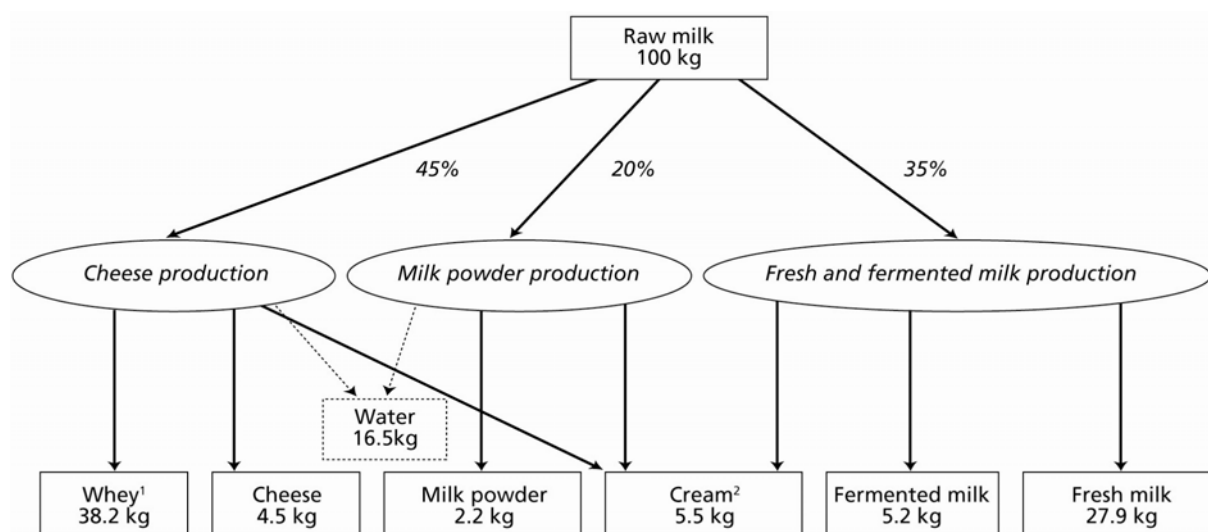 Raw milk
100 kg
45%
20%
35%
Cheese production
Milk powder production
Fresh and fermented milk production
Water
16.5kg
Whey¹
38.2 kg
Cheese
4.5 kg
Milk powder
2.2 kg
Cream²
5.5 kg
Fermented milk
5.2 kg
Fresh milk
27.9 kg